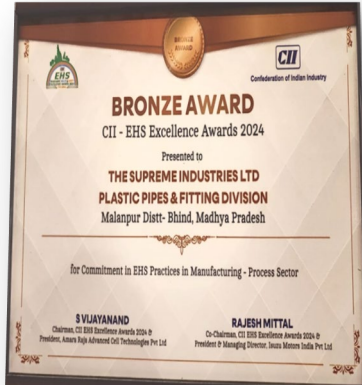 BRONZE
AWARD
EHS
CII
Confederation of Indian Industry
BRONZE AWARD
CII - EHS Excellence Awards 2024
Presented to
THE SUPREME INDUSTRIES LTD
PLASTIC PIPES & FITTING DIVISION
Malanpur Distt- Bhind, Madhya Pradesh
for Commitment in EHS Practices in Manufacturing - Process Sector
S VIJAYANAND
Chairman, CII EHS Excellence Awards 2024 &
President, Amara Raja Advanced Cell Technologies Pvt Ltd
RAJESH MITTAL
Co-Chairman, CII EHS Excellence Awards 2024 &
President & Managing Director, Isuzu Motors India Pvt Ltd